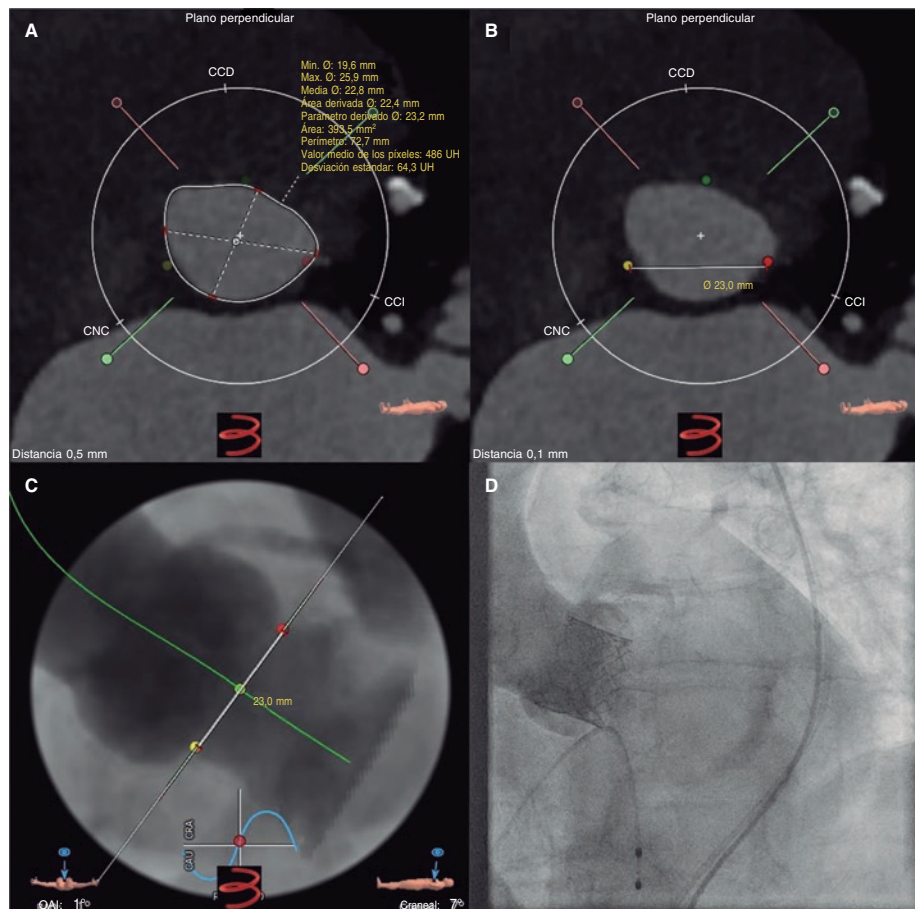 A
Plano perpendicular
CCD
Min. Ø: 19,6 mm
Max. Ø: 25,9 mm
Media Ø: 22,8 mm
Área derivada Ø: 22,4 mm
Parámetro derivado Ø: 23,2 mm
Área: 393,5 mm²
Perímetro: 72,7 mm
Valor medio de los píxeles: 486 UH
Desviación estándar: 64,3 UH
CCI
CNC
Distancia 0,5 mm
B
Plano perpendicular
CCD
Ø 23,0 mm
CCI
CNC
Distancia 0,1 mm
C
23,0 mm
CRA
CAU
OAI: 1º
Craneal: 7º
D